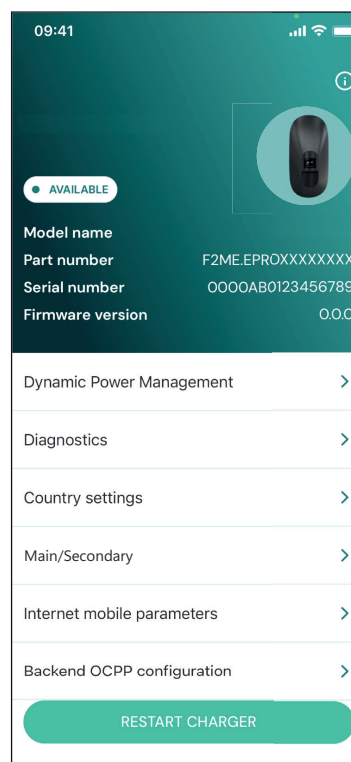 09:41
AVAILABLE
Model name
Part number F2ME.EPROXXXXXXXX
Serial number 0000AB0123456789
Firmware version 0.0.0
Dynamic Power Management
Diagnostics
Country settings
Main/Secondary
Internet mobile parameters
Backend OCPP configuration
RESTART CHARGER